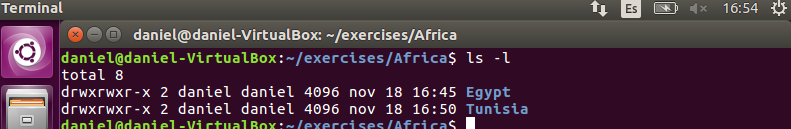 Terminal
Es
16:54
daniel@daniel-VirtualBox: ~/exercises/Africa
daniel@daniel-VirtualBox:~/exercises/Africa$ ls -l
total 8
drwxrwxr-x 2 daniel daniel 4096 nov 18 16:45 Egypt
drwxrwxr-x 2 daniel daniel 4096 nov 18 16:50 Tunisia
daniel@daniel-VirtualBox:~/exercises/Africa$